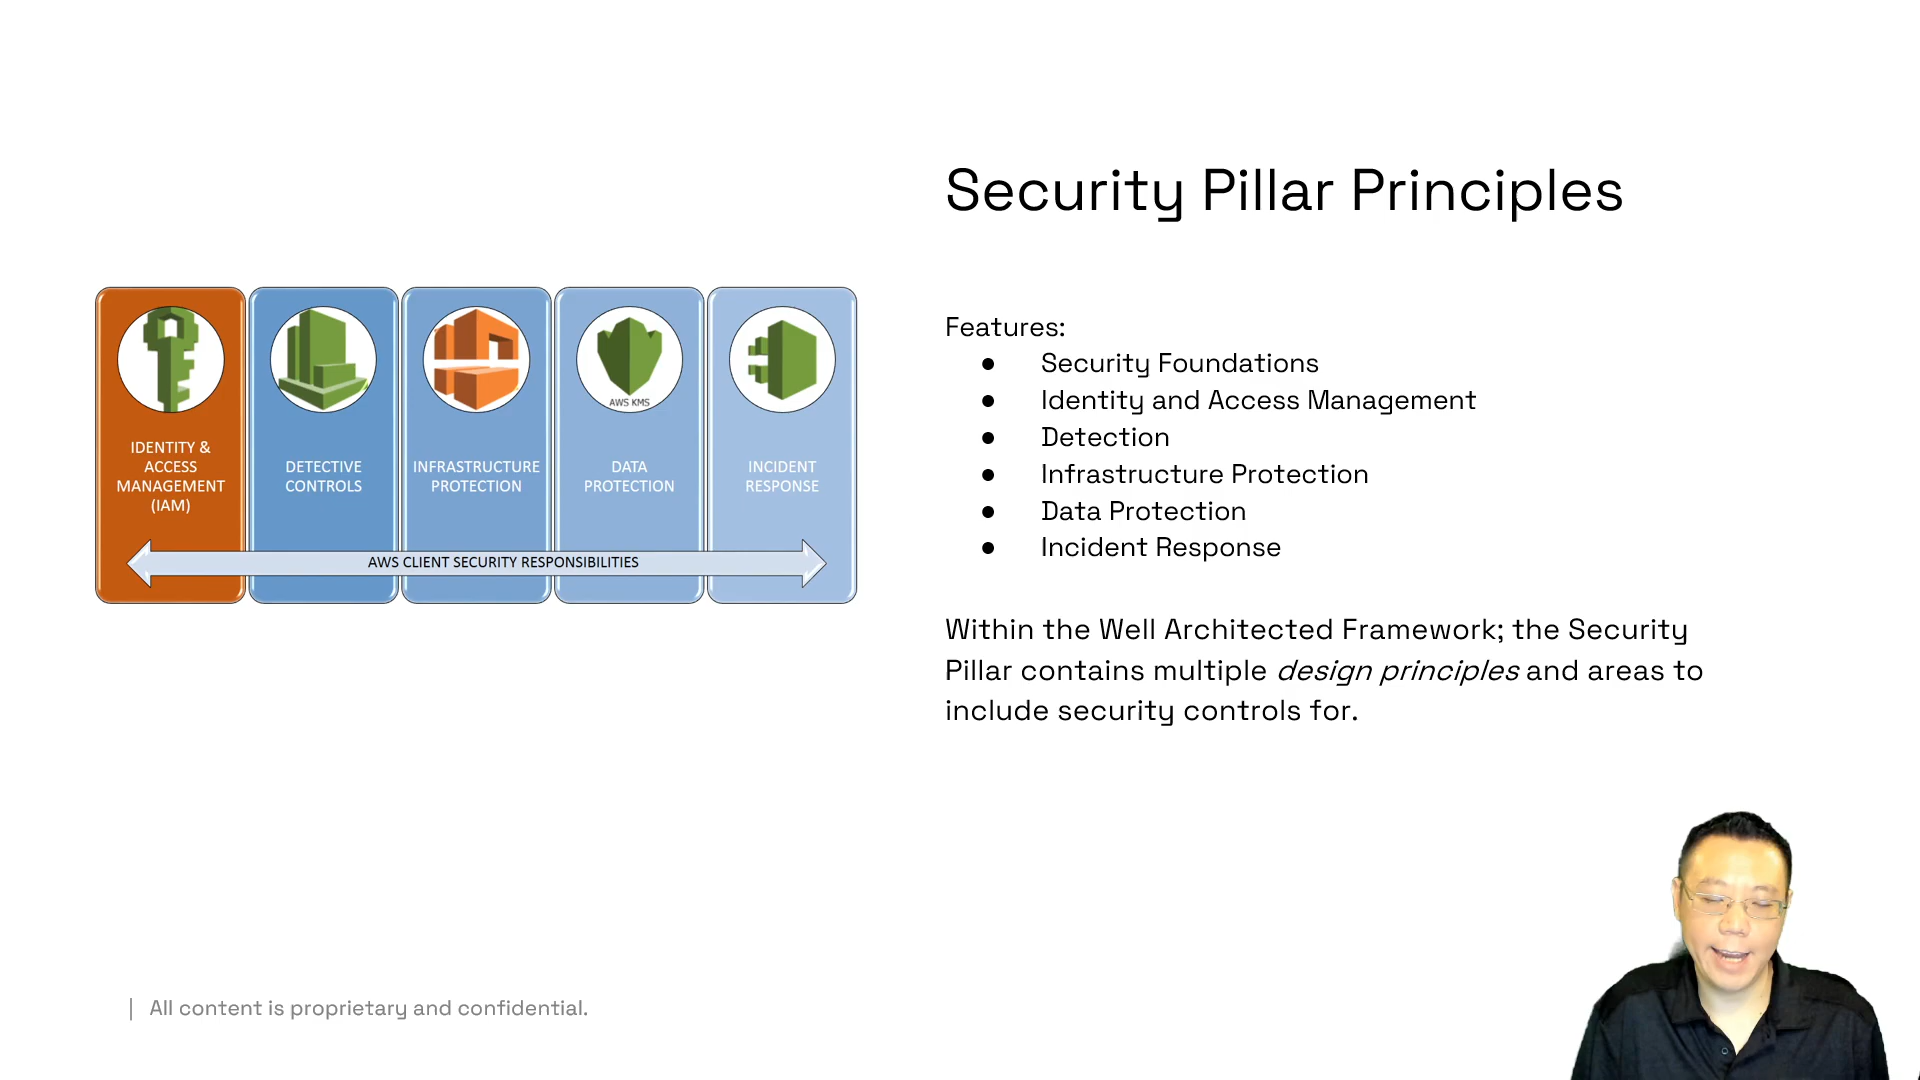 Security Pillar Principles
Features:
● Security Foundations
● Identity and Access Management
● Detection
● Infrastructure Protection
● Data Protection
● Incident Response
Within the Well Architected Framework; the Security
Pillar contains multiple design principles and areas to
include security controls for.
IDENTITY &
ACCESS
MANAGEMENT
(IAM)
DETECTIVE
CONTROLS
INFRASTRUCTURE
PROTECTION
AWS KMS
DATA
PROTECTION
INCIDENT
RESPONSE
AWS CLIENT SECURITY RESPONSIBILITIES
| All content is proprietary and confidential.